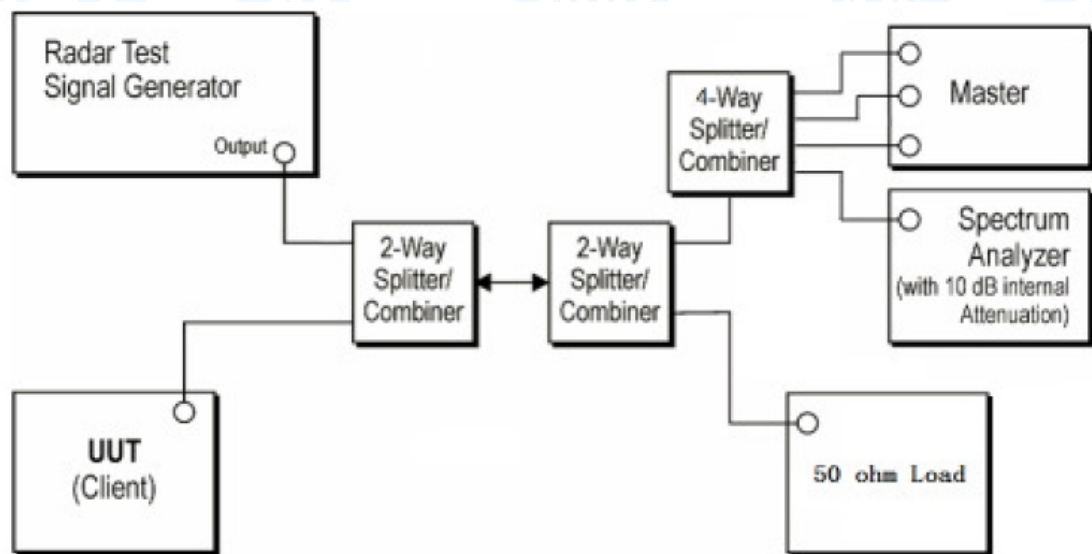 Radar Test
Signal Generator
Output
4-Way
Splitter/
Combiner
Master
2-Way
Splitter/
Combiner
2-Way
Splitter/
Combiner
Spectrum
Analyzer
(with 10 dB internal
Attenuation)
UUT
(Client)
50 ohm Load